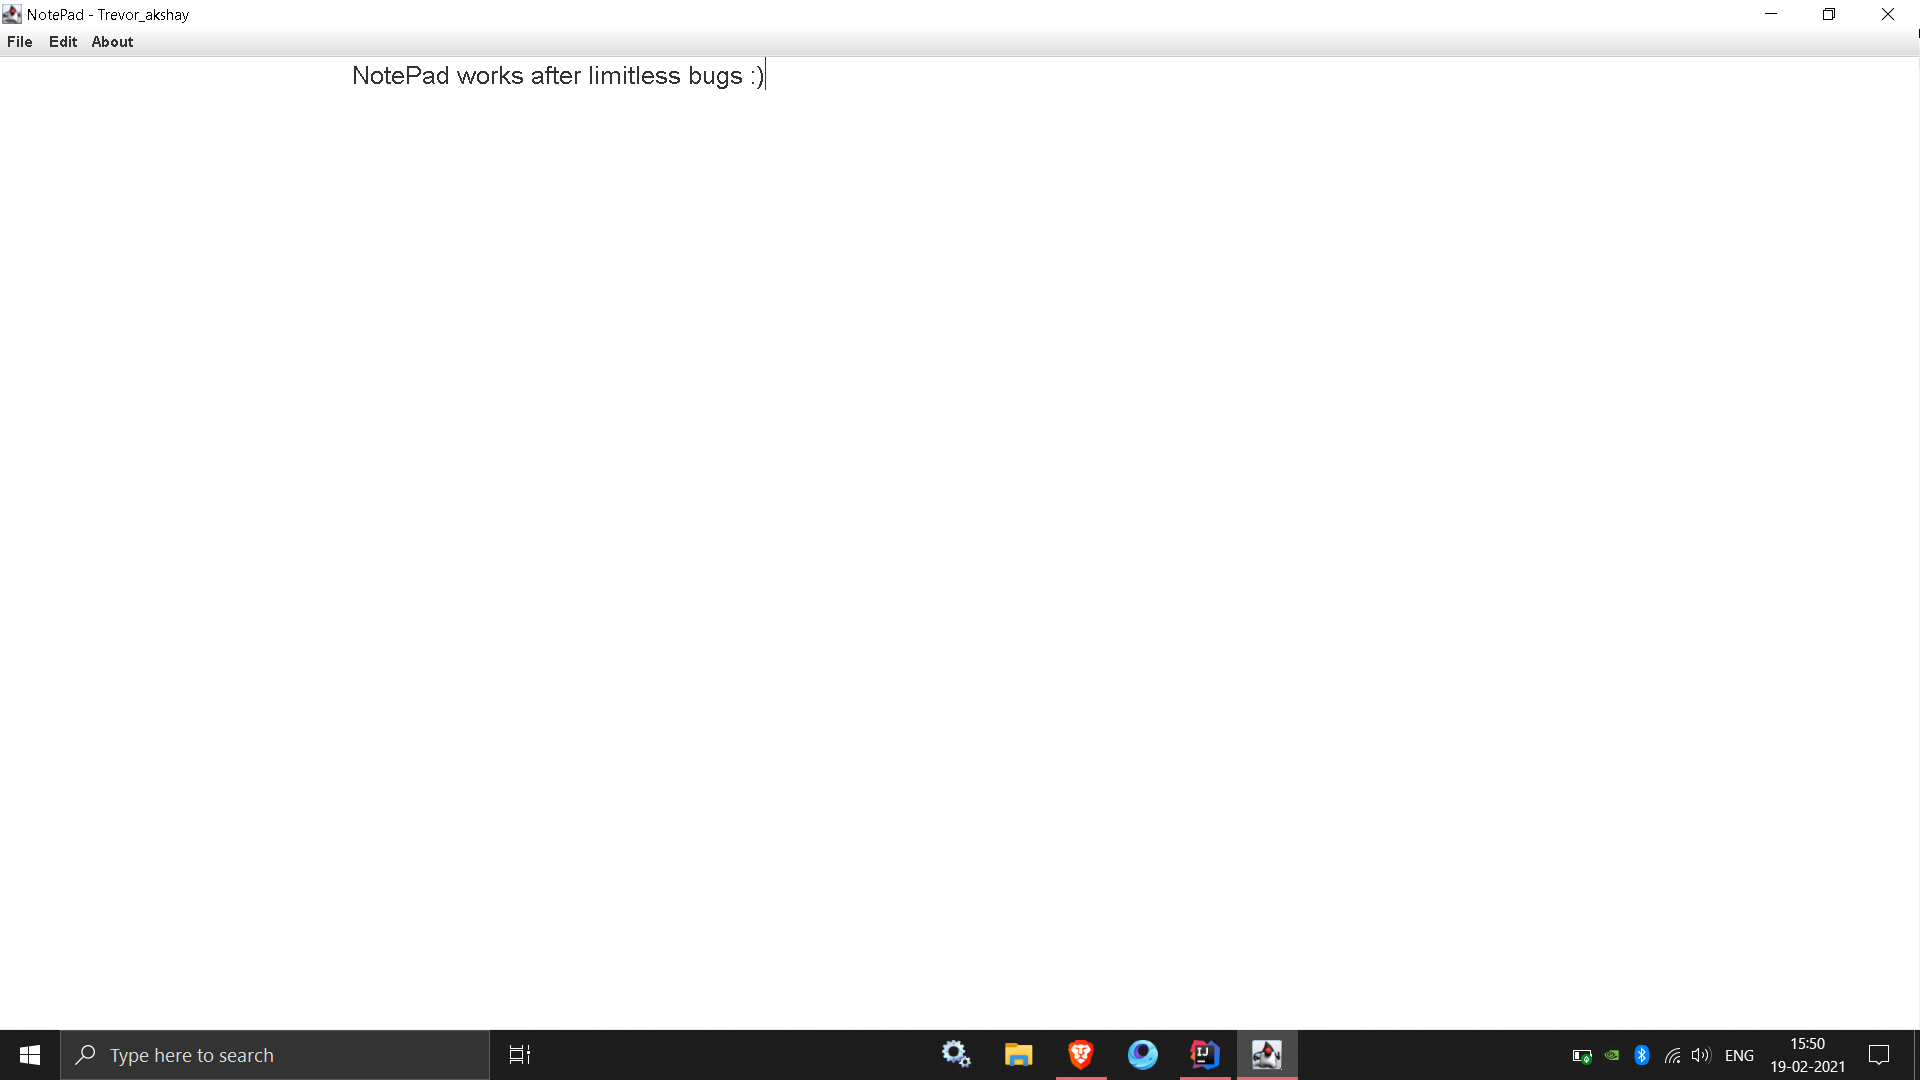 NotePad - Trevor_akshay
File Edit About
NotePad works after limitless bugs :)
Type here to search
IJ
ENG
15:50
19-02-2021